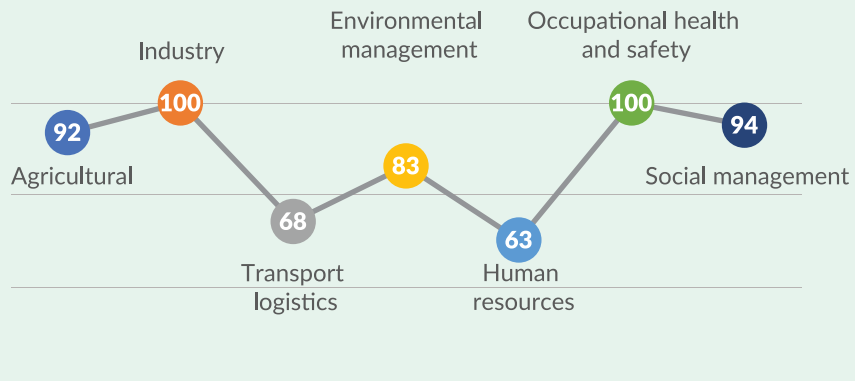 Environmental
management
Occupational health
and safety
Industry
100
100
92
94
83
Agricultural
Social management
68
63
Transport
logistics
Human
resources